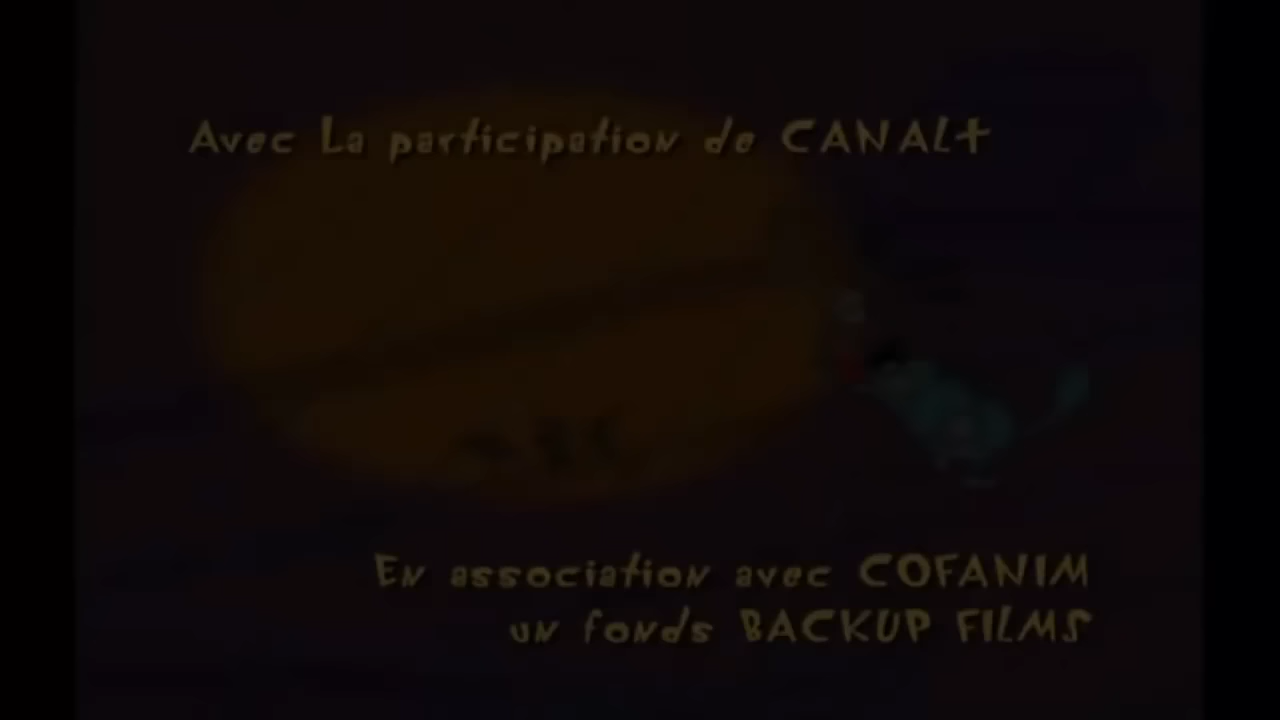 Avec La participation de CANAL+
En association avec COFANIM
un fonds BACKUP FILMS